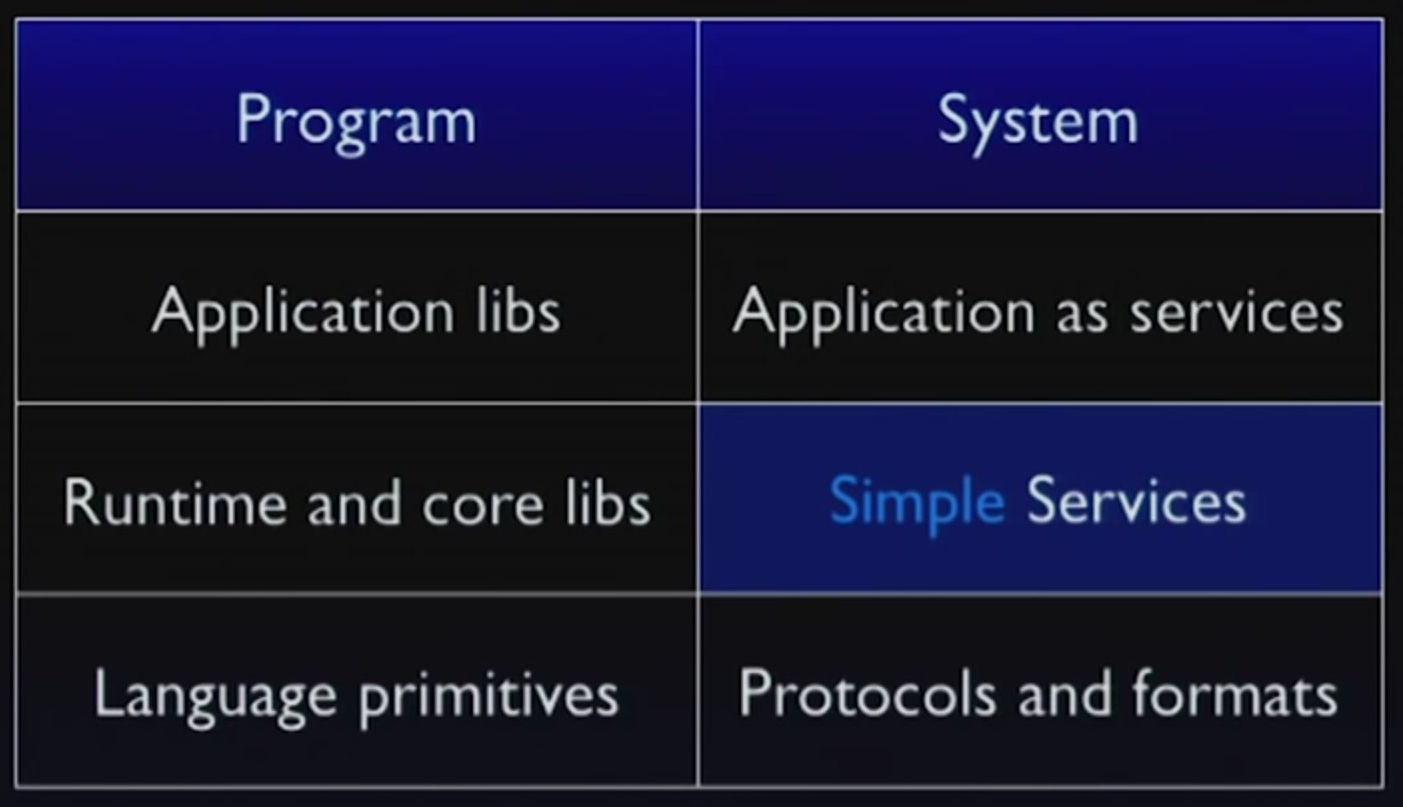 Program
System
Application libs
Application as services
Runtime and core libs
Simple Services
Language primitives
Protocols and formats